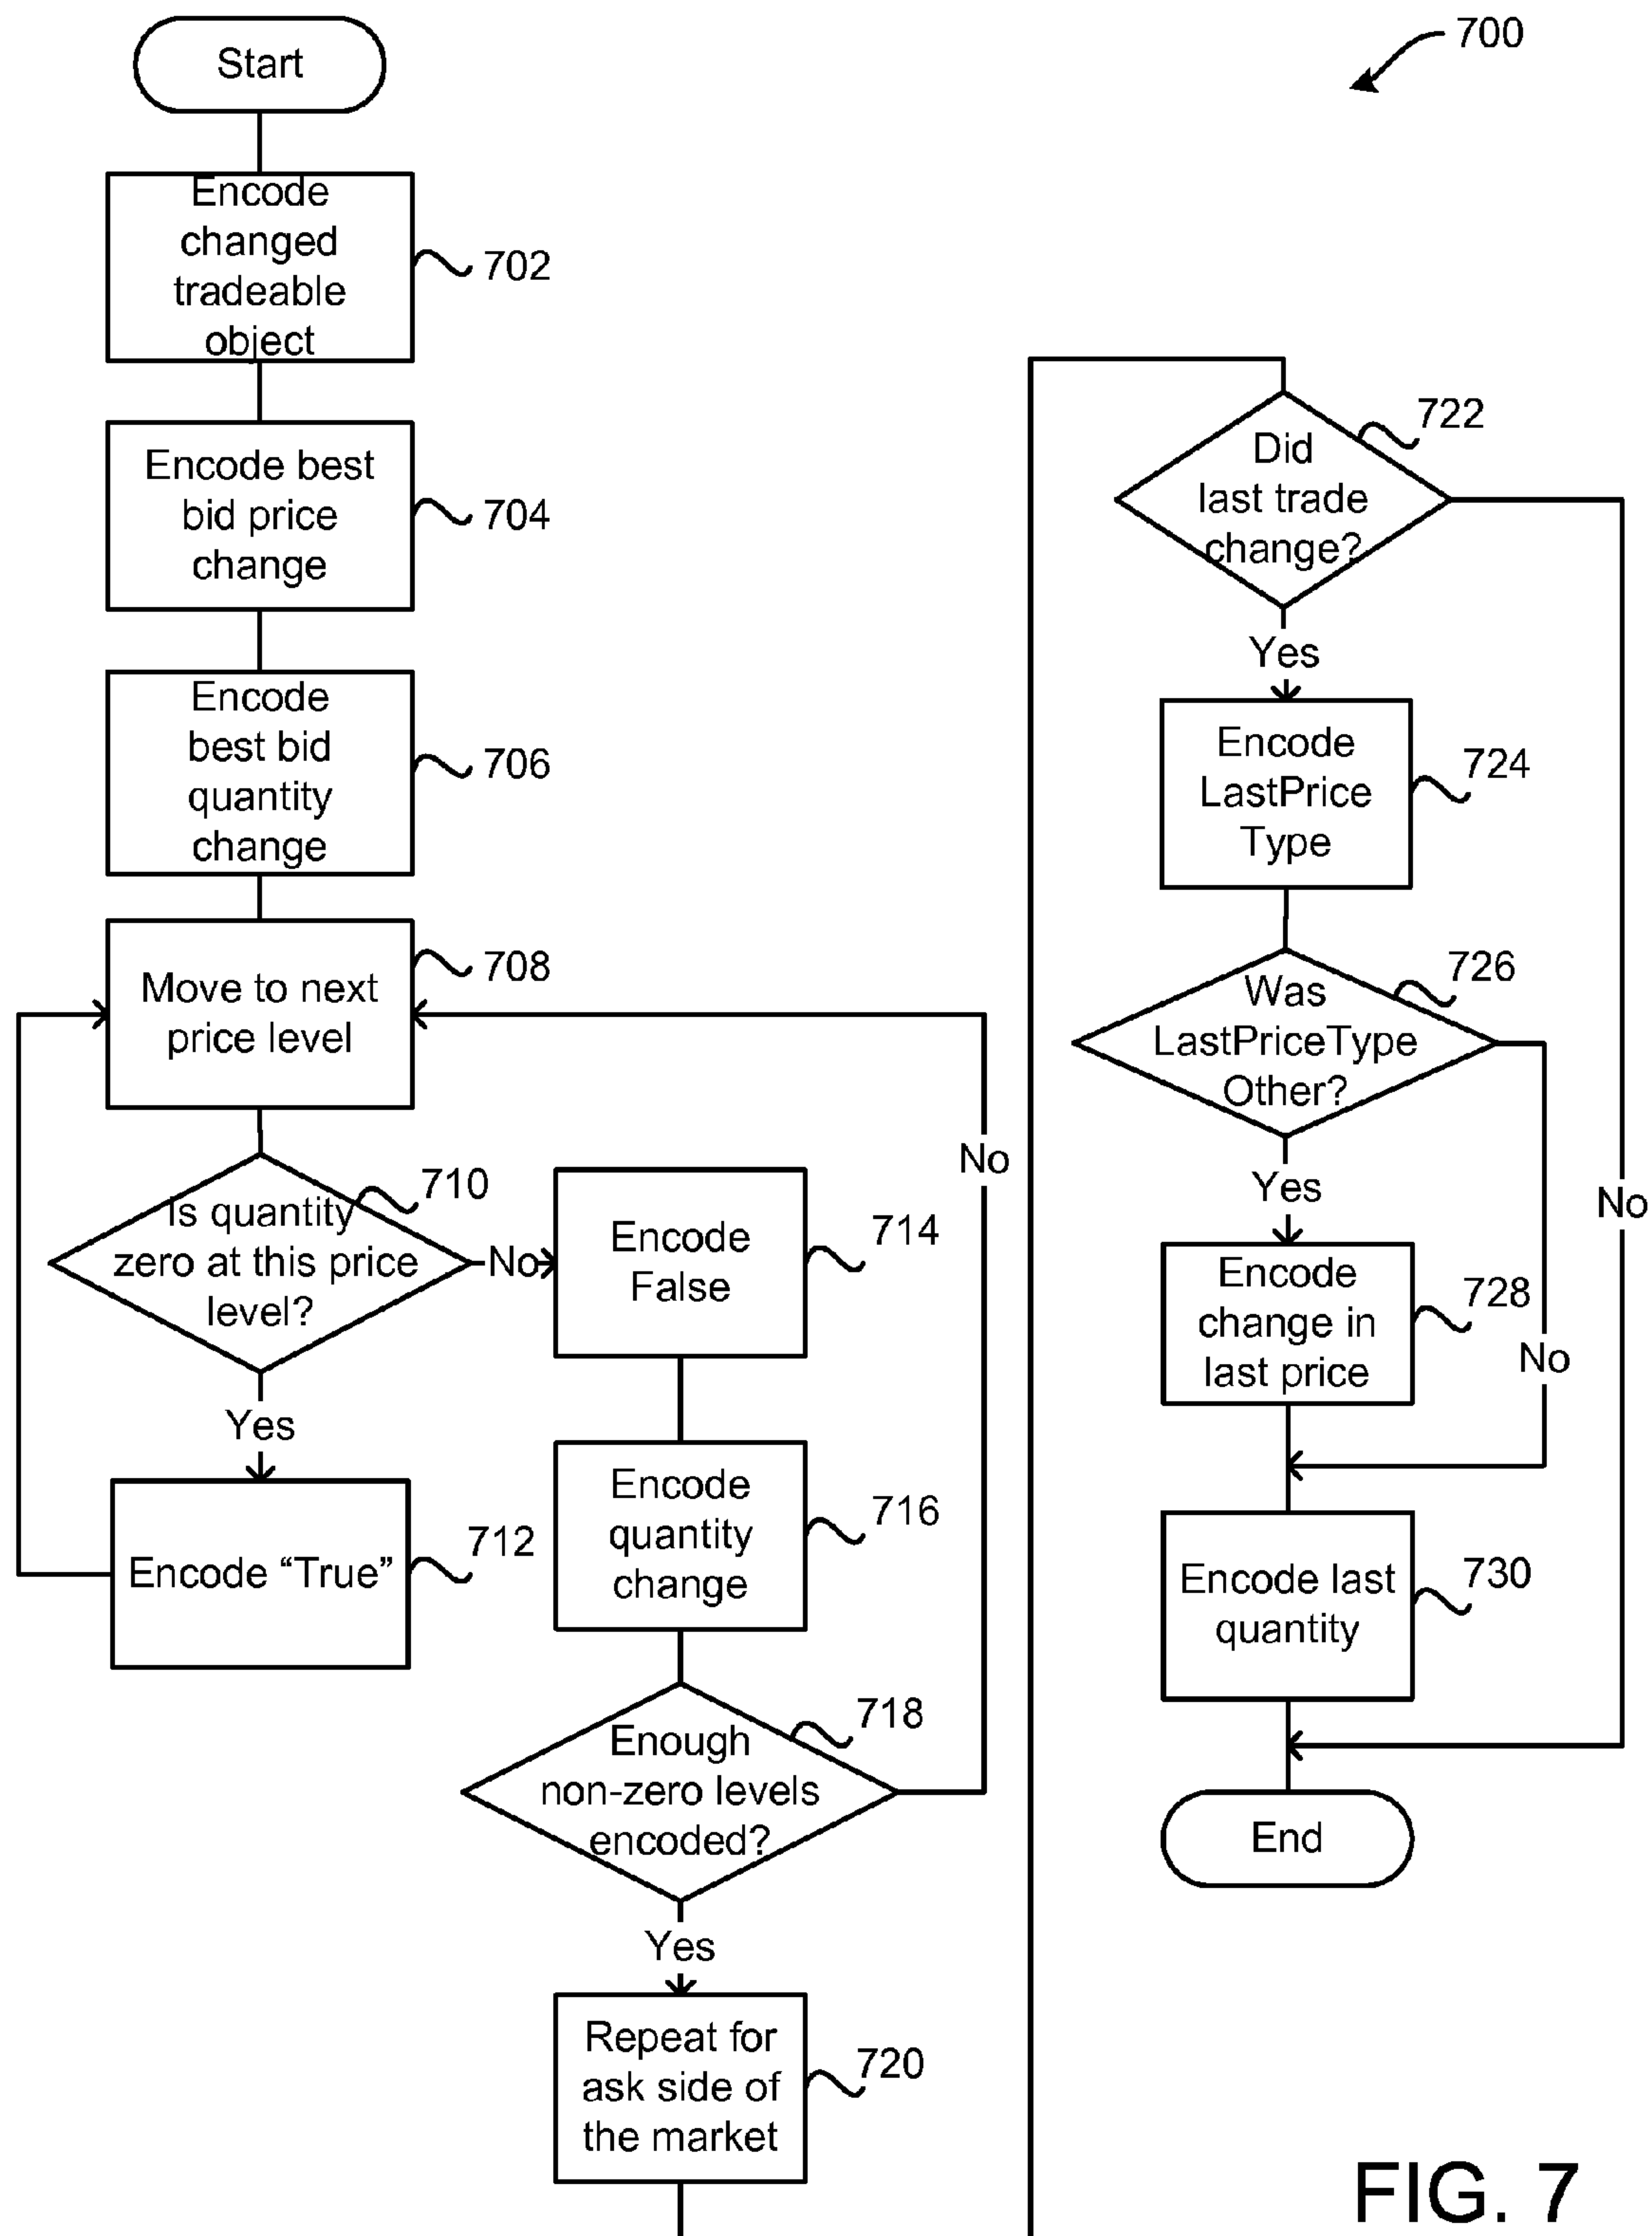 700
Start
Encode
changed
tradeable
object
702
Encode best
bid price
change
704
Encode
best bid
quantity
change
706
Move to next
price level
708
Is quantity
zero at this price
level?
710
No
Yes
Encode “True”
712
Encode
False
714
Encode
quantity
change
716
Enough
non-zero levels
encoded?
718
No
Yes
Repeat for
ask side of
the market
720
Did
last trade
change?
722
Yes
No
Encode
LastPrice
Type
724
Was
LastPriceType
Other?
726
Yes
No
Encode
change in
last price
728
Encode last
quantity
730
End
FIG. 7